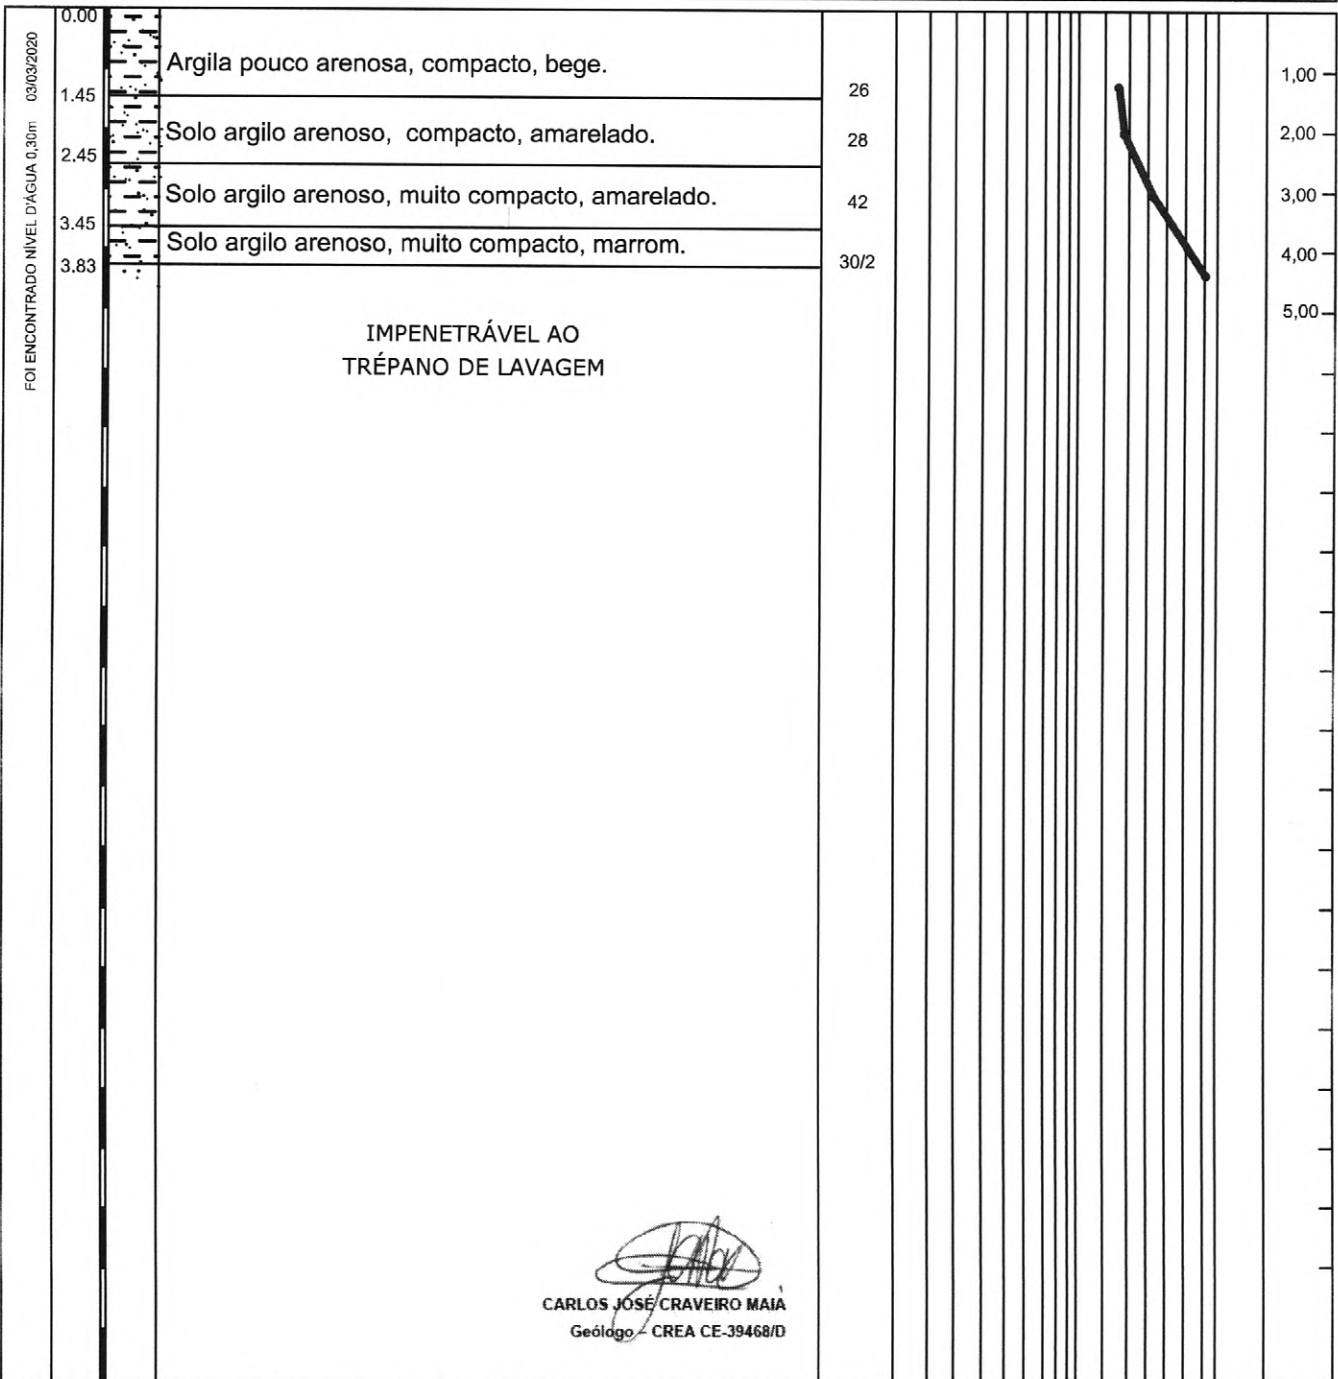 FOI ENCONTRADO NÍVEL D'ÁGUA 0,30m 03/03/2020
0.00
Argila pouco arenosa, compacto, bege.
1.45
26
1,00
Solo argilo arenoso, compacto, amarelado.
2.45
28
2,00
Solo argilo arenoso, muito compacto, amarelado.
3.45
42
3,00
Solo argilo arenoso, muito compacto, marrom.
3.83
30/2
4,00
5,00
IMPENETRÁVEL AO
TRÉPANO DE LAVAGEM
CARLOS JOSÉ CRAVEIRO MAIA
Geólogo – CREA CE-39468/D